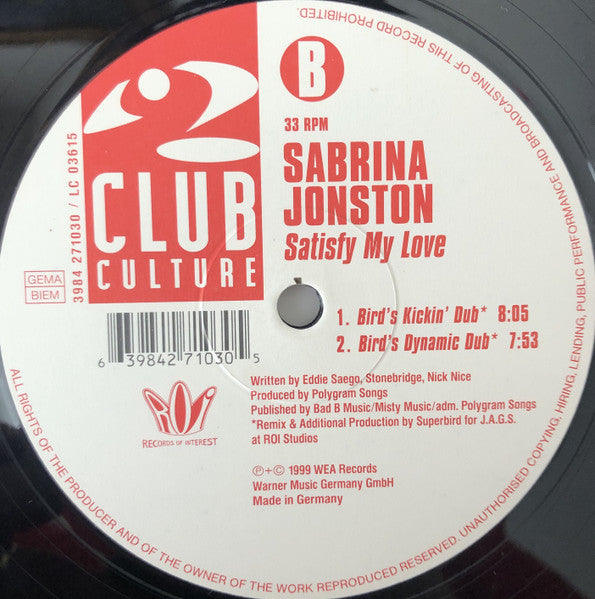 B
33 RPM
SABRINA
JONSTON
Satisfy My Love
2
CLUB
CULTURE
3984 271030 / LC 03615
GEMA
BIEM
6 39842 71030 5
1. Bird's Kickin' Dub* 8:05
2. Bird's Dynamic Dub* 7:53
ROI
RECORDS OF INTEREST
Written by Eddie Saego, Stonebridge, Nick Nice
Produced by Polygram Songs
Published by Bad B Music/Misty Music/adm. Polygram Songs
*Remix & Additional Production by Superbird for J.A.G.S.
at ROI Studios
℗+© 1999 WEA Records
Warner Music Germany GmbH
Made in Germany
ALL RIGHTS OF THE PRODUCER AND OF THE OWNER OF THE WORK REPRODUCED RESERVED. UNAUTHORISED COPYING, HIRING, LENDING, PUBLIC PERFORMANCE AND BROADCASTING OF THIS RECORD PROHIBITED.